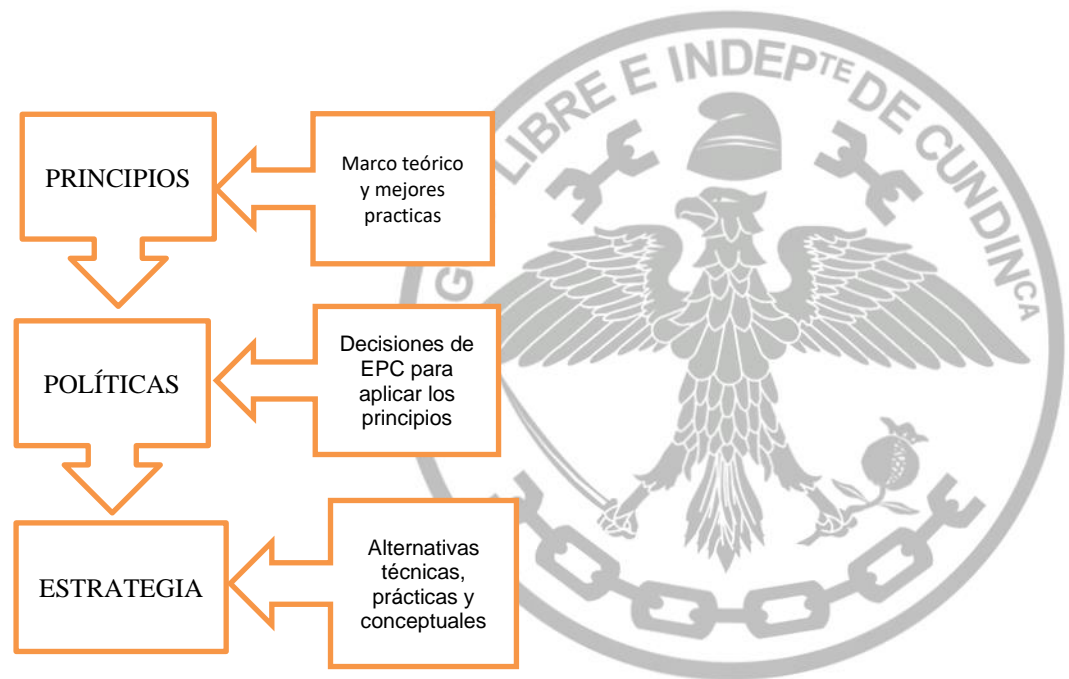 PRINCIPIOS
Marco teórico
y mejores
practicas
POLÍTICAS
Decisiones de
EPC para
aplicar los
principios
ESTRATEGIA
Alternativas
técnicas,
prácticas y
conceptuales
G
LIBRE E INDEPTE DE CUNDINCA